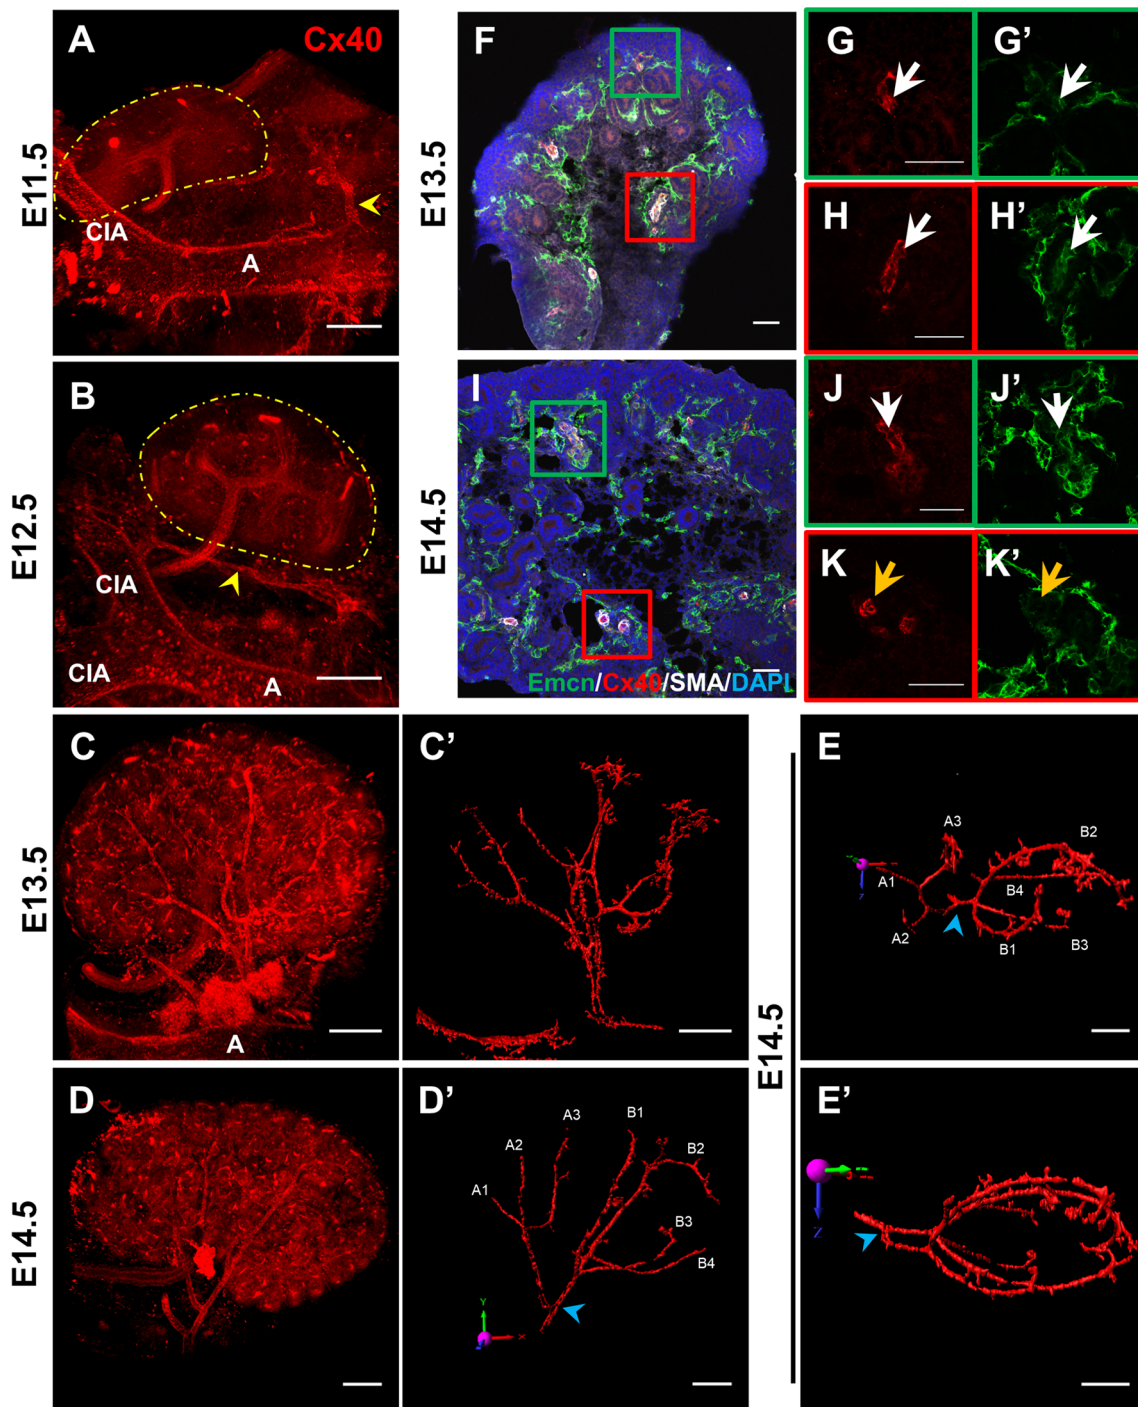 A
Cx40
E11.5
CIA
A
B
E12.5
CIA
CIA
A
F
E13.5
G
G’
H
H’
I
E14.5
Emcn/Cx40/SMA/DAPI
J
J’
K
K’
C
E13.5
A
C’
D
E14.5
D’
A1
A2
A3
B1
B2
B3
B4
Y
X
E14.5
E
A1
A2
A3
B4
B1
B2
B3
Z
E’
Z